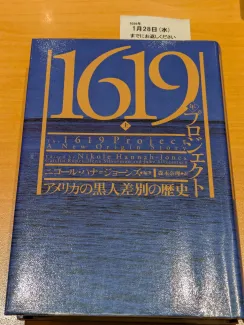 1月28日(水)
までにお返しください
1619
プロジェクト
上
The 1619 Project
A New Origin Story
Nikole Hannah-Jones
ニコール・ハナ=ジョーンズ
アメリカの黒人差別の歴史